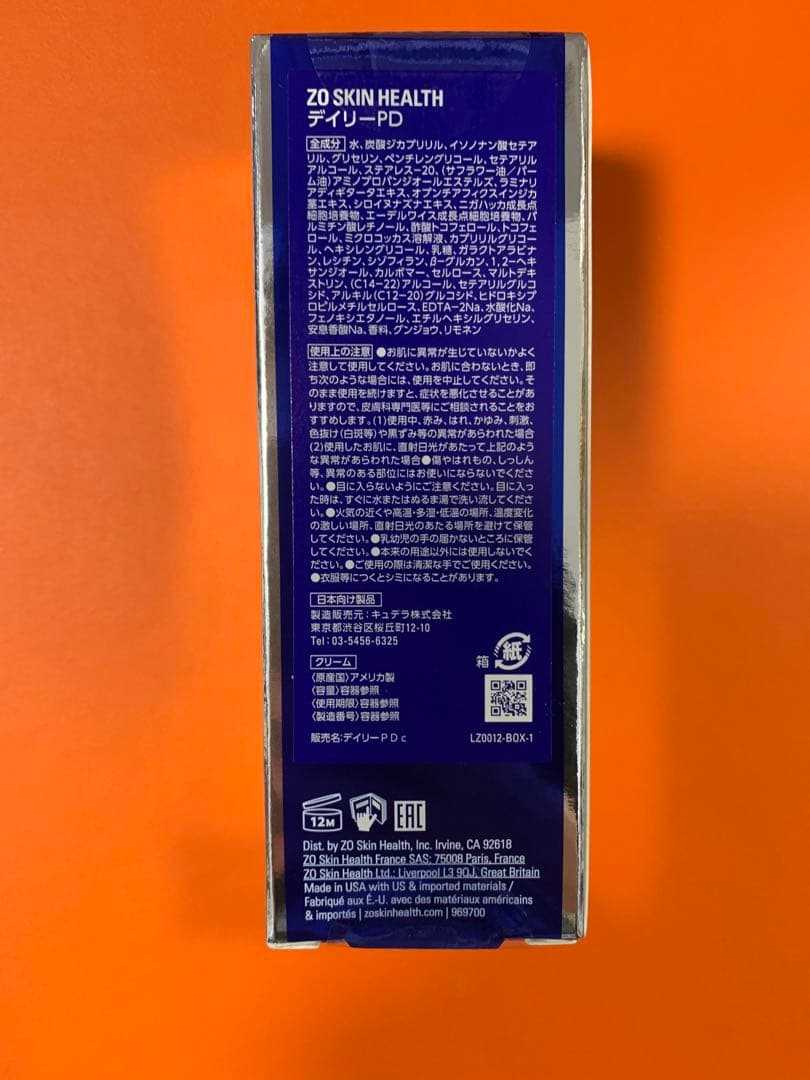 ZO SKIN HEALTH
デイリーPD
全成分 水、炭酸ジカプリリル、イソノナン酸セテア
リル、グリセリン、ペンチレングリコール、セテアリル
アルコール、ステアレス-20、(サフラワー油/パー
ム油)アミノプロパンジオールエステルズ、ラミナリ
アディギタータエキス、オプンチアフィクスインジカ
茎エキス、シロイヌナズナエキス、ニガハッカ成長点
細胞培養物、エーデルワイス成長点細胞培養物、パ
ルミチン酸レチノール、酢酸トコフェロール、トコフェ
ロール、ミクロコッカス溶解液、カプリリルグリコー
ル、ヘキシレングリコール、乳糖、ガラクトアラビナ
ン、レシチン、シゾフィラン、β-グルカン、1,2-ヘキ
サンジオール、カルボマー、セルロース、マルトデキ
ストリン、(C14-22)アルコール、セテアリルグルコ
シド、アルキル(C12-20)グルコシド、ヒドロキシプ
ロピルメチルセルロース、EDTA-2Na、水酸化Na、
フェノキシエタノール、エチルヘキシルグリセリン、
安息香酸Na、香料、グンジョウ、リモネン
使用上の注意 ●お肌に異常が生じていないかよく
注意して使用してください。お肌に合わないとき、即
ち次のような場合には、使用を中止してください。そ
のまま使用を続けますと、症状を悪化させることがあ
りますので、皮膚科専門医等にご相談されることをお
すすめします。(1)使用中、赤み、はれ、かゆみ、刺激、
色抜け(白斑等)や黒ずみ等の異常があらわれた場合
(2)使用したお肌に、直射日光があたって上記のよう
な異常があらわれた場合●傷やはれもの、しっしん
等、異常のある部位にはお使いにならないでくださ
い。●目に入らないようにご注意ください。目に入っ
た時は、すぐに水またはぬるま湯で洗い流してくださ
い。●火気の近くや高温・多湿・低温の場所、温度変化
の激しい場所、直射日光のあたる場所を避けて保管
してください。●乳幼児の手の届かないところに保管
してください。●本来の用途以外には使用しないでく
ださい。●ご使用の際は清潔な手でご使用ください。
●衣服等につくとシミになることがあります。
日本向け製品
製造販売元:キュテラ株式会社
東京都渋谷区桜丘町12-10
Tel:03-5456-6325
クリーム
〈原産国〉アメリカ製
〈容量〉容器参照
〈使用期限〉容器参照
〈製造番号〉容器参照
箱 紙
販売名:デイリーPDc LZ0012-BOX-1
12M EAC
Dist. by ZO Skin Health, Inc. Irvine, CA 92618
ZO Skin Health France SAS: 75008 Paris, France
ZO Skin Health Ltd.: Liverpool L3 9QJ, Great Britain
Made in USA with US & imported materials /
Fabriqué aux É.-U. avec des matériaux américains
& importés | zoskinhealth.com | 969700